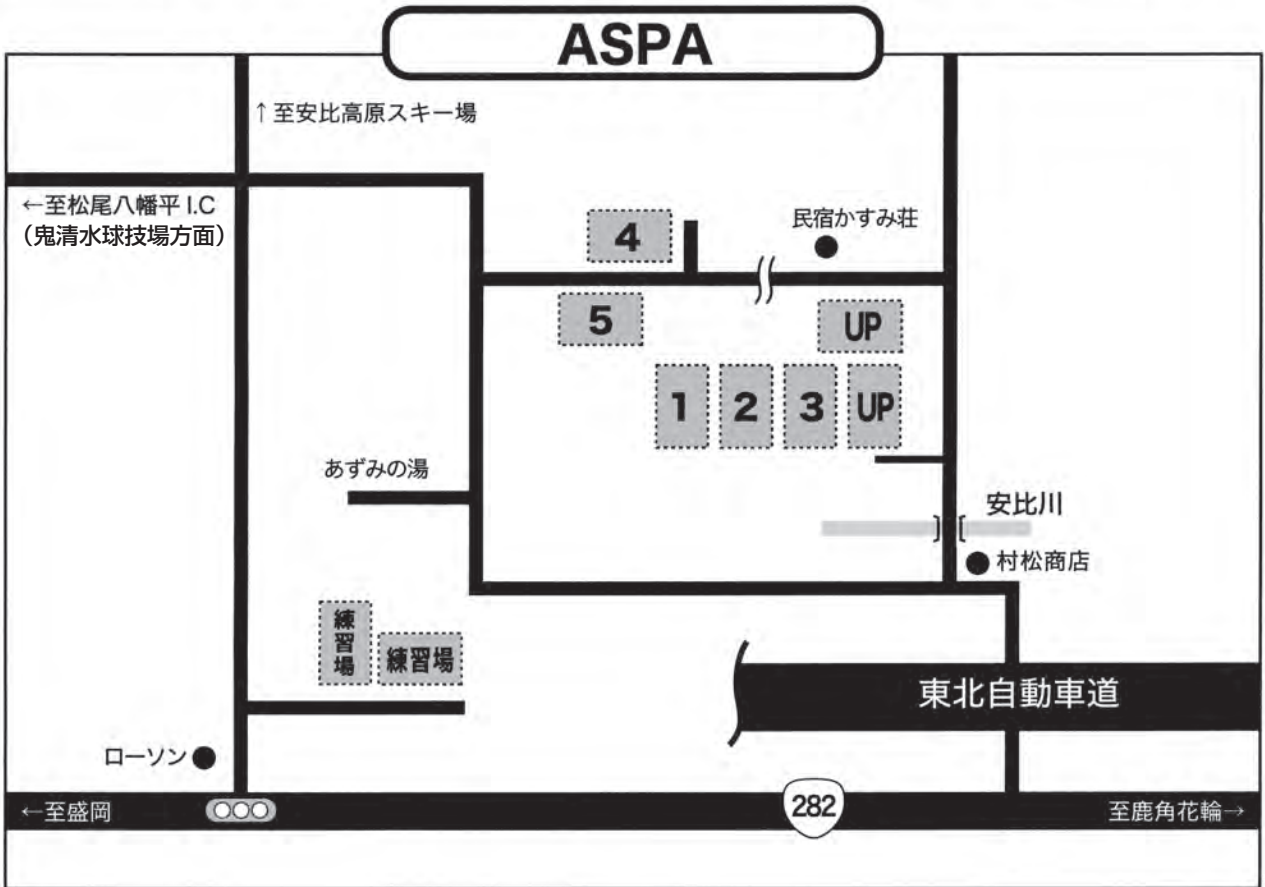 ASPA
↑至安比高原スキー場
←至松尾八幡平 I.C
(鬼清水球技場方面)
4
民宿かすみ荘
5
UP
1
2
3
UP
あずみの湯
安比川
村松商店
練習場
練習場
東北自動車道
ローソン
←至盛岡
282
至鹿角花輪→